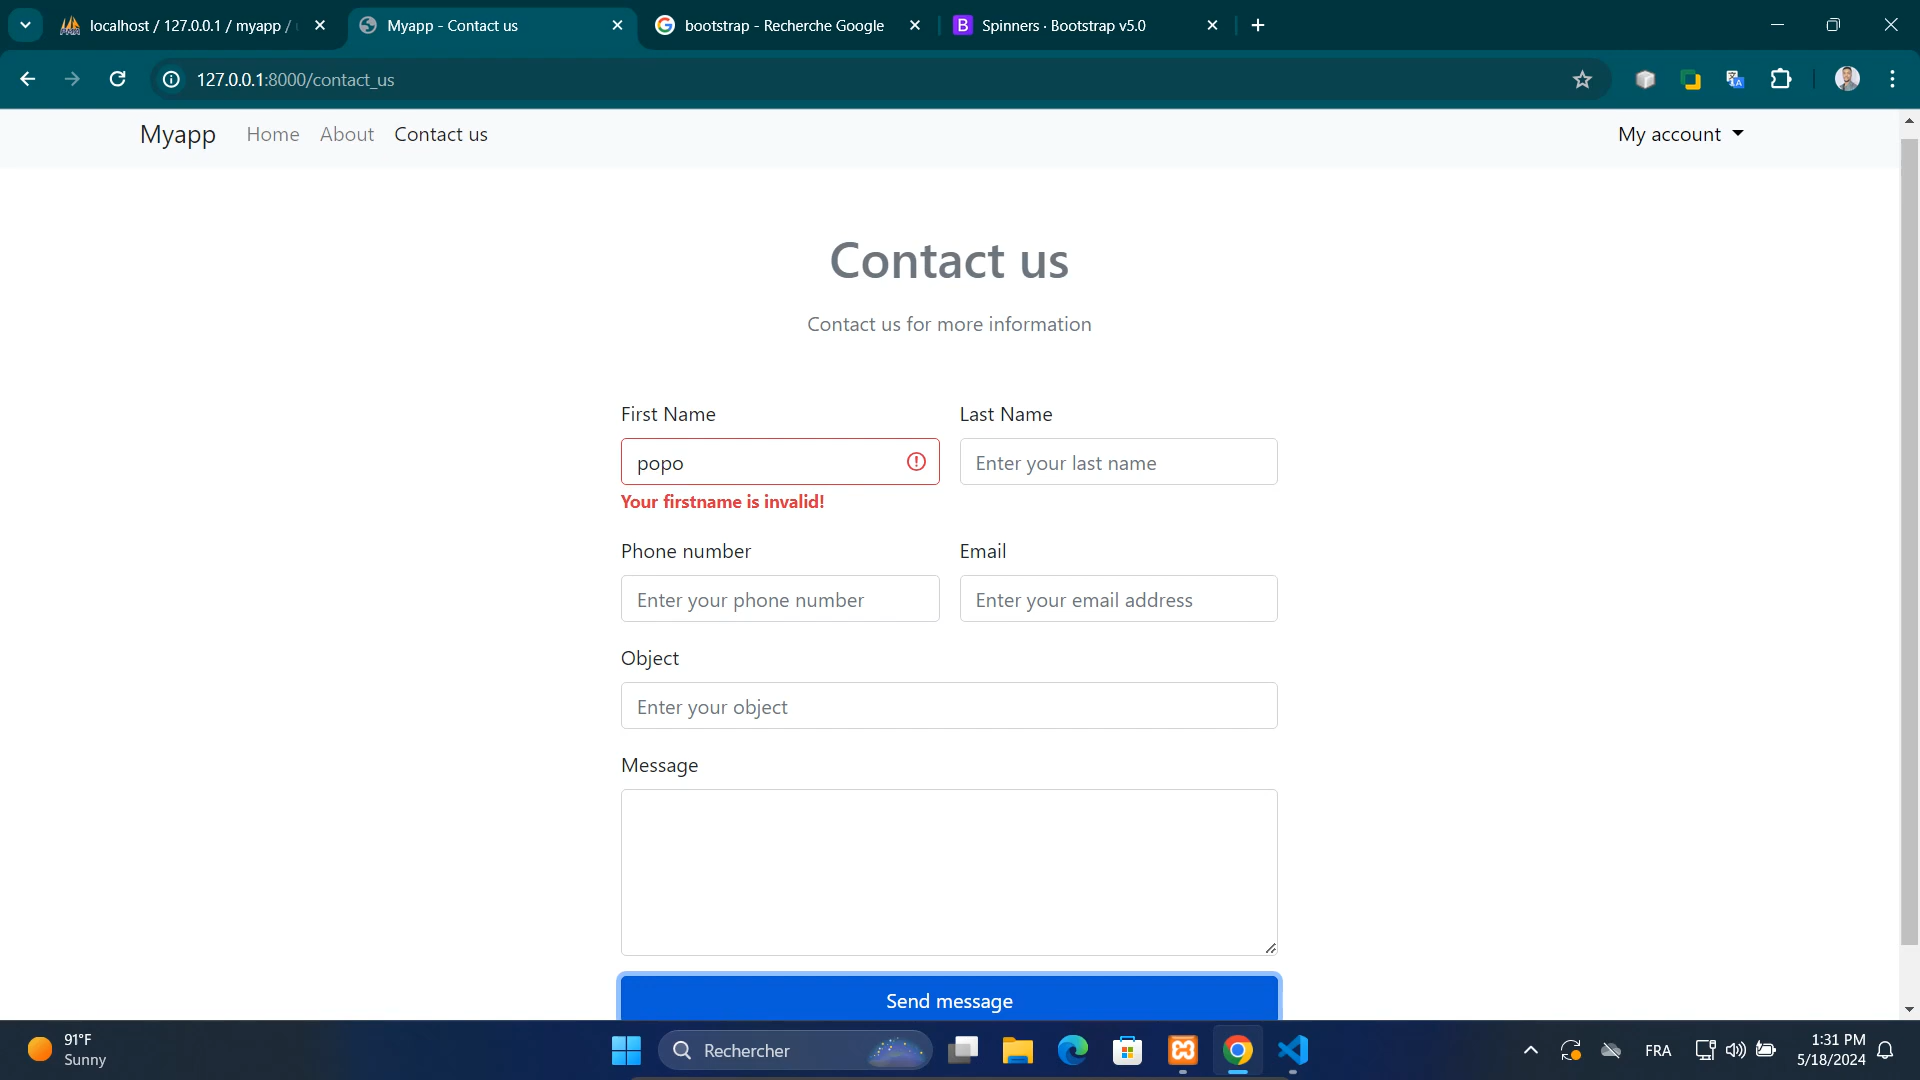 localhost / 127.0.0.1 / myapp /
Myapp - Contact us
bootstrap - Recherche Google
B
Spinners · Bootstrap v5.0
127.0.0.1:8000/contact_us
Myapp
Home
About
Contact us
My account
Contact us
Contact us for more information
First Name
Last Name
popo
Enter your last name
Your firstname is invalid!
Phone number
Email
Enter your phone number
Enter your email address
Object
Enter your object
Message
Send message
91°F
Sunny
Rechercher
FRA
1:31 PM
5/18/2024